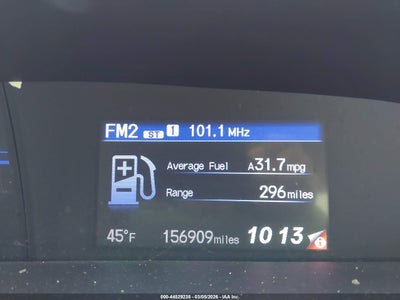 FM2 ST 1 101.1 MHz
Average Fuel A31.7mpg
Range 296miles
45°F 156909miles 10 13
000-44529238 - 03/05/2026 - IAA Inc.